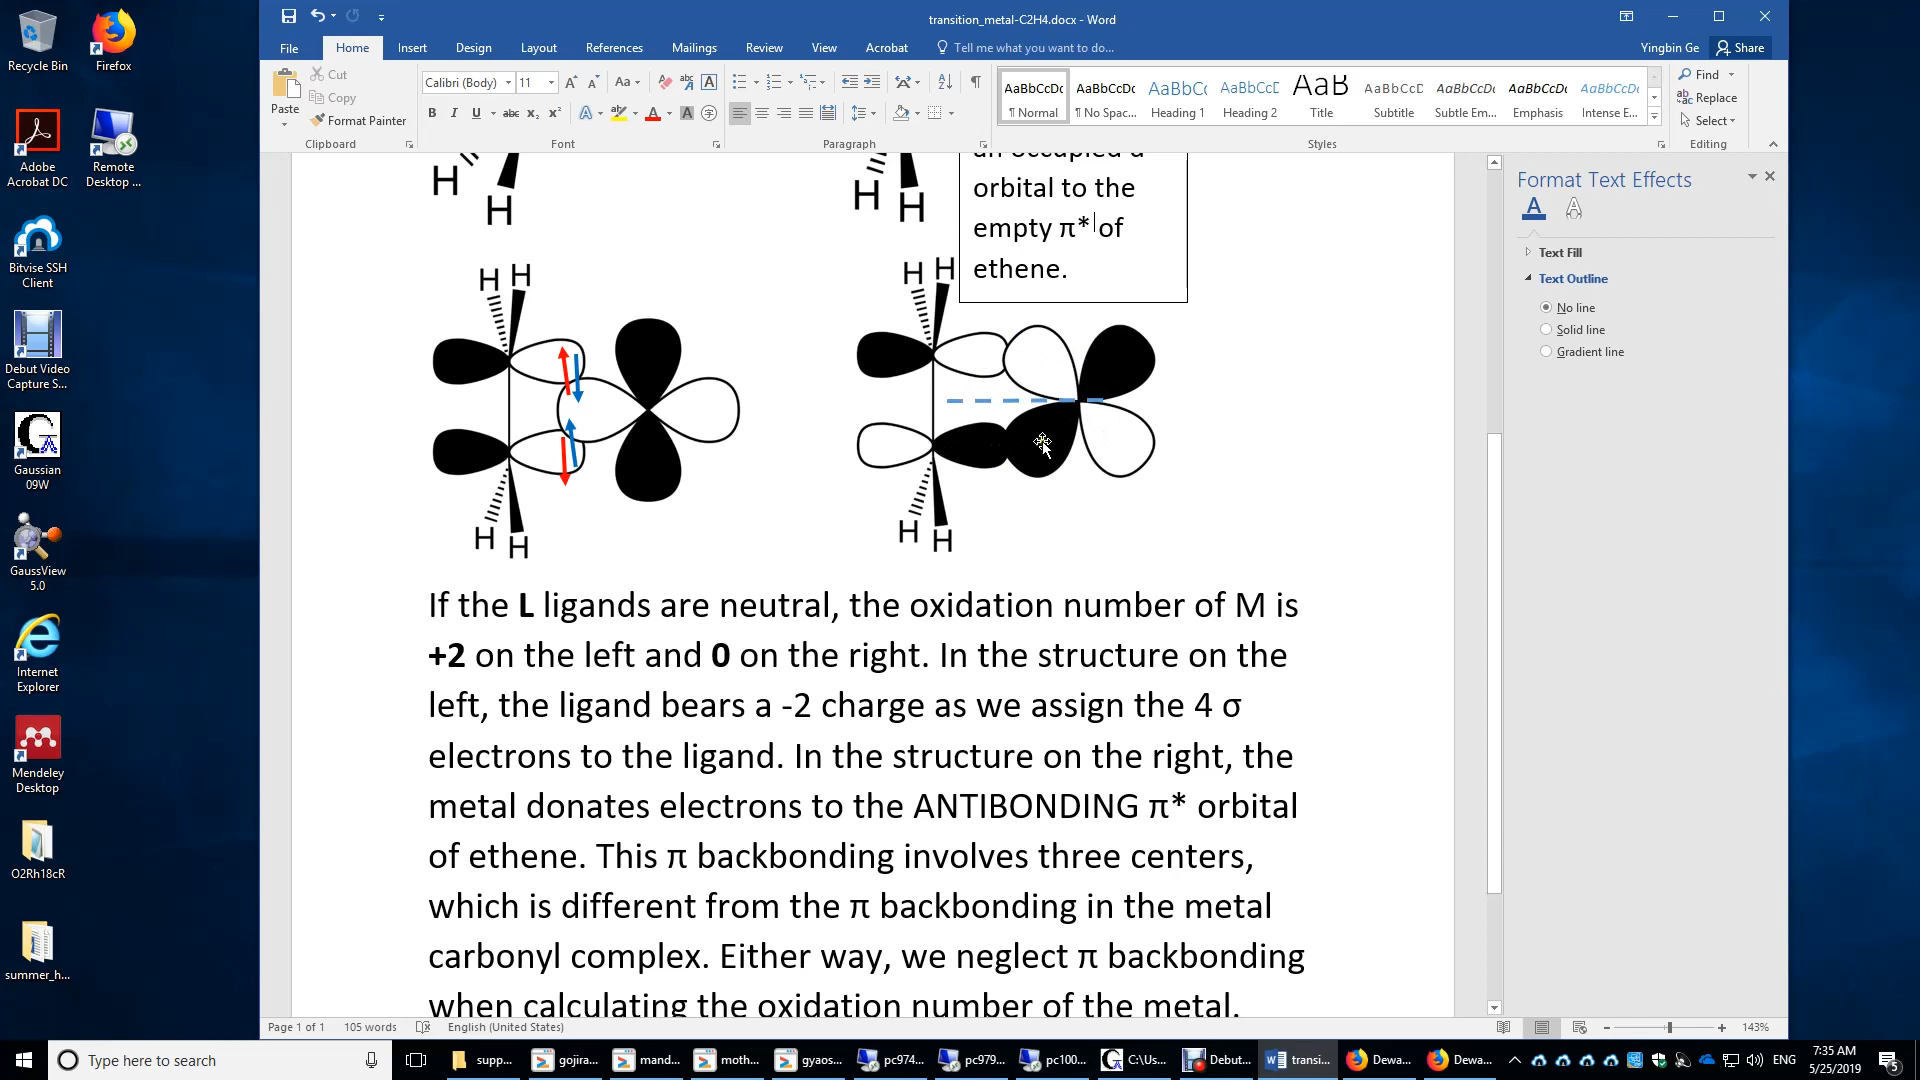 transition_metal-C2H4.docx - Word
File Home Insert Design Layout References Mailings Review View Acrobat Tell me what you want to do... Yingbin Ge Share
Paste
Cut
Copy
Format Painter
Clipboard
Calibri (Body) 11
Font
Paragraph
AaBbCcDc AaBbCcDc AaBbCc AaBbCcD AaB AaBbCcD AaBbCcDc AaBbCcDc AaBbCcDc
¶ Normal ¶ No Spac... Heading 1 Heading 2 Title Subtitle Subtle Em... Emphasis Intense E...
Styles
Find
Replace
Select
Editing
Recycle Bin
Firefox
Adobe Acrobat DC
Remote Desktop ...
Bitvise SSH Client
Debut Video Capture S...
Gaussian 09W
GaussView 5.0
Internet Explorer
Mendeley Desktop
O2Rh18cR
summer_h...
an occupied d
orbital to the
empty π* of
ethene.
H
H
H
H
H H
H H
H H
H H
If the L ligands are neutral, the oxidation number of M is
+2 on the left and 0 on the right. In the structure on the
left, the ligand bears a -2 charge as we assign the 4 σ
electrons to the ligand. In the structure on the right, the
metal donates electrons to the ANTIBONDING π* orbital
of ethene. This π backbonding involves three centers,
which is different from the π backbonding in the metal
carbonyl complex. Either way, we neglect π backbonding
when calculating the oxidation number of the metal.
Format Text Effects
Text Fill
Text Outline
No line
Solid line
Gradient line
Page 1 of 1 105 words English (United States) 143%
Type here to search
supp... gojira... mand... moth... gyaos... pc974... pc979... pc100... C:\Us... Debut... transi... Dewa... Dewa...
ENG
7:35 AM
5/25/2019
5